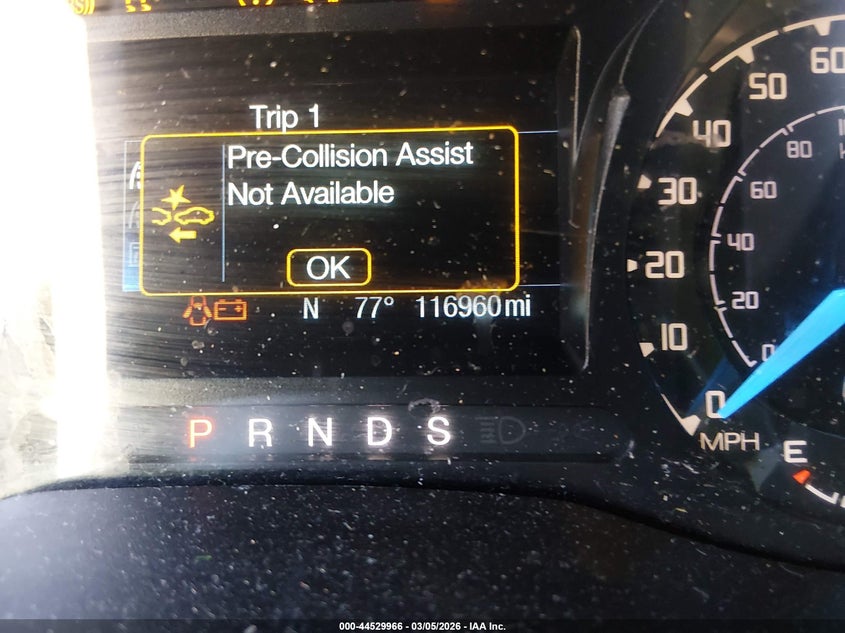 Trip 1
Pre-Collision Assist
Not Available
OK
N 77° 116960mi
P R N D S
60
50
40
30
20
10
0
MPH
80
60
40
20
0
E
000-44529966 - 03/05/2026 - IAA Inc.